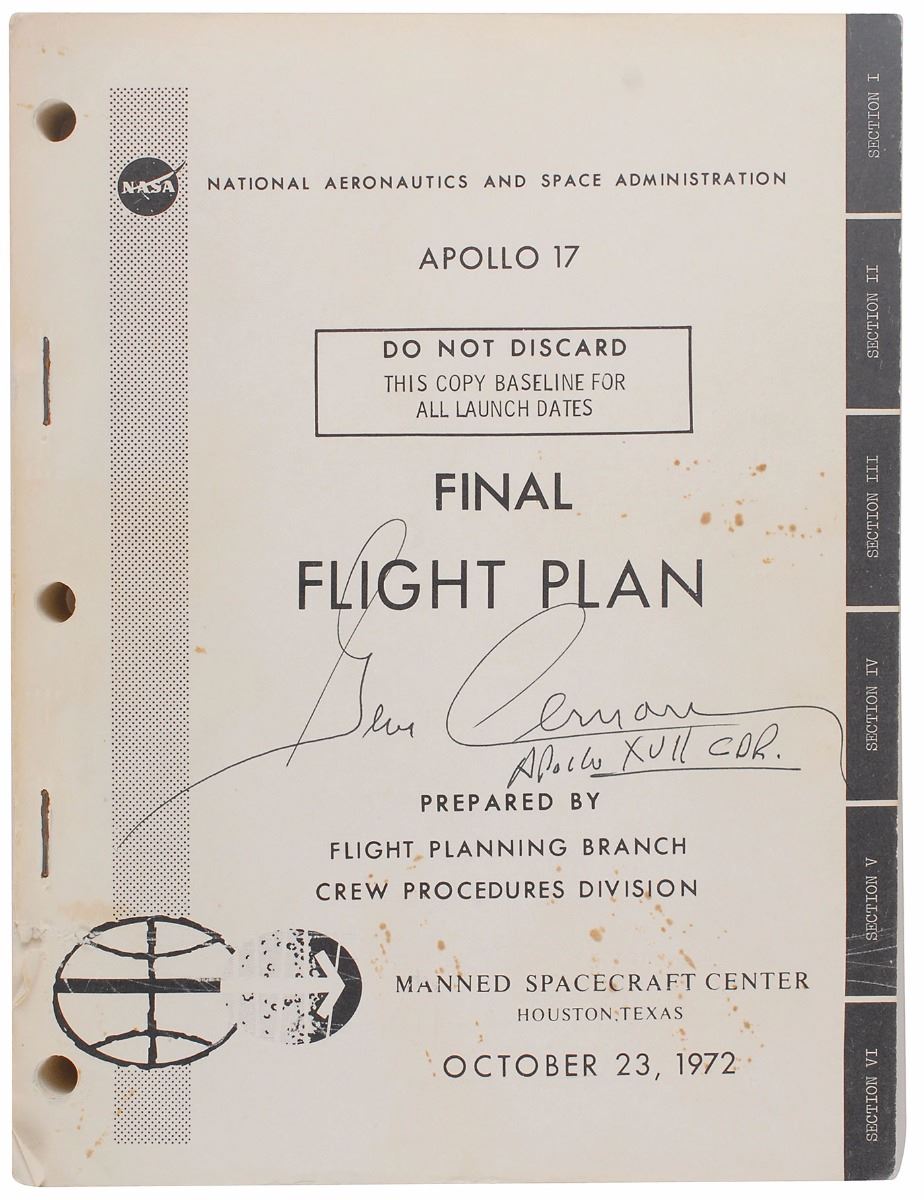 NASA
NATIONAL AERONAUTICS AND SPACE ADMINISTRATION
APOLLO 17
DO NOT DISCARD
THIS COPY BASELINE FOR
ALL LAUNCH DATES
FINAL
FLIGHT PLAN
Gene Cernan
Apollo XVII CDR.
PREPARED BY
FLIGHT PLANNING BRANCH
CREW PROCEDURES DIVISION
MANNED SPACECRAFT CENTER
HOUSTON, TEXAS
OCTOBER 23, 1972
SECTION I
SECTION II
SECTION III
SECTION IV
SECTION V
SECTION VI